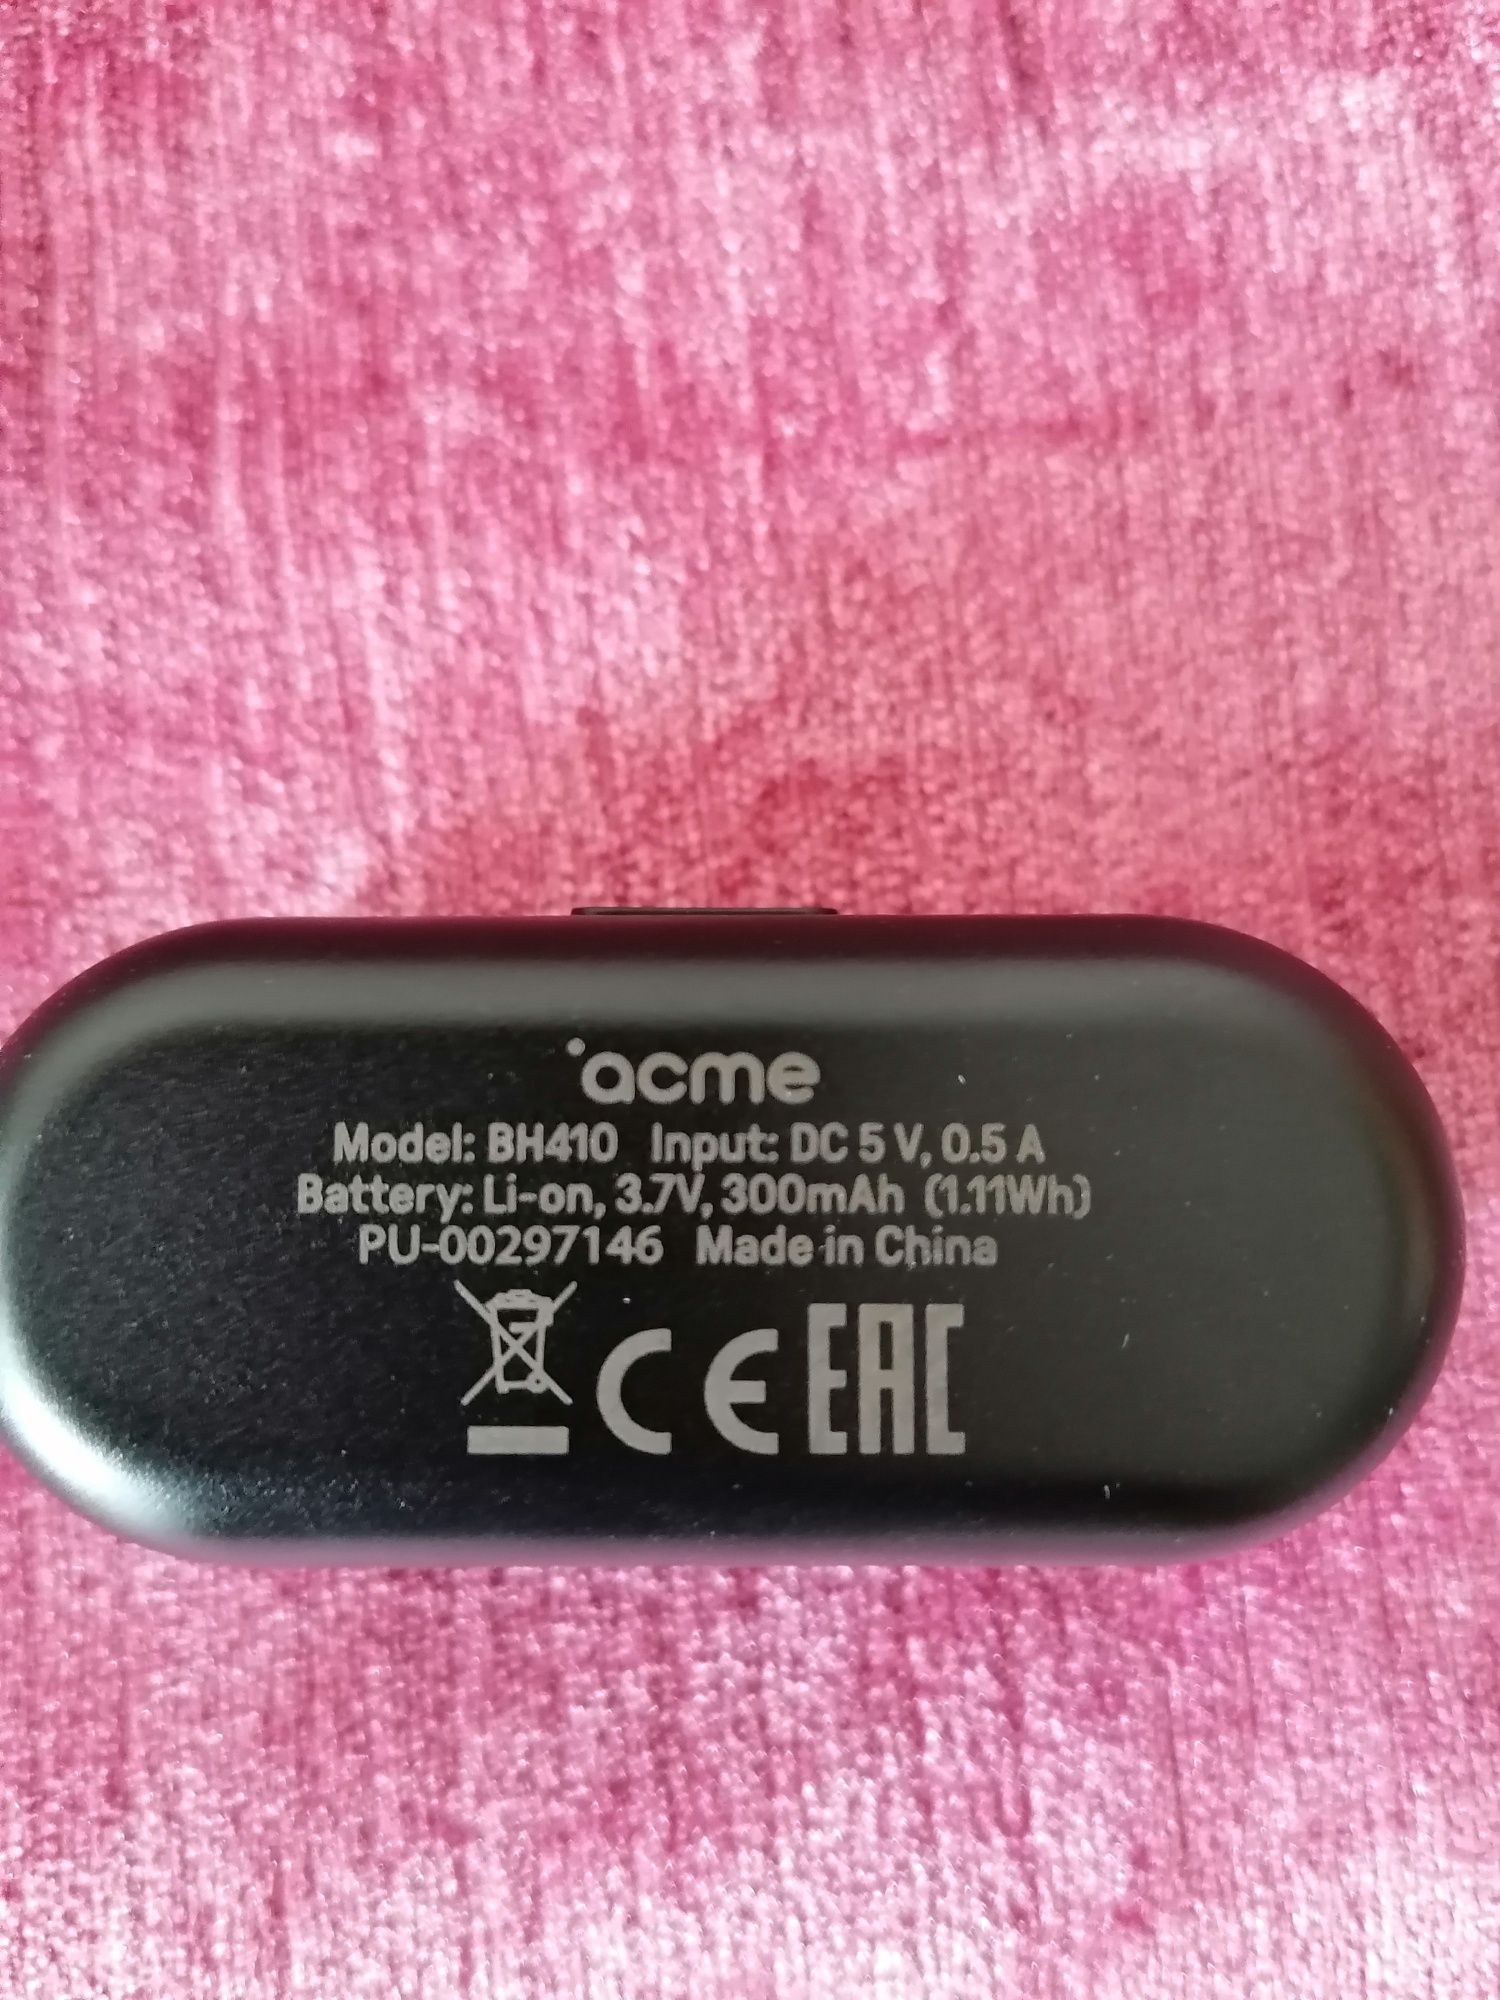 acme
Model: BH410 Input: DC 5 V, 0.5 A
Battery: Li-on, 3.7V, 300mAh (1.11Wh)
PU-00297146 Made in China
CE EAC